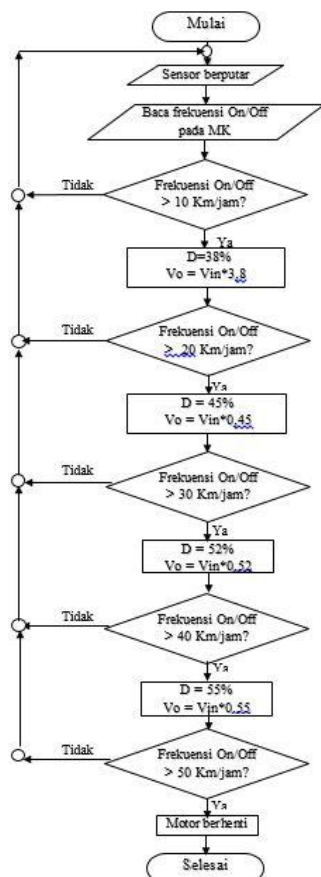 Mulai
Sensor berputar
Baca frekuensi On/Off
pada MK
Tidak
Frekuensi On/Off
> 10 Km/jam?
Ya
D=38%
Vo = Vin*3,8
Tidak
Frekuensi On/Off
> 20 Km/jam?
Ya
D = 45%
Vo = Vin*0,45
Tidak
Frekuensi On/Off
> 30 Km/jam?
Ya
D = 52%
Vo = Vin*0,52
Tidak
Frekuensi On/Off
> 40 Km/jam?
Ya
D = 55%
Vo = Vin*0,55
Tidak
Frekuensi On/Off
> 50 Km/jam?
Ya
Motor berhenti
Selesai